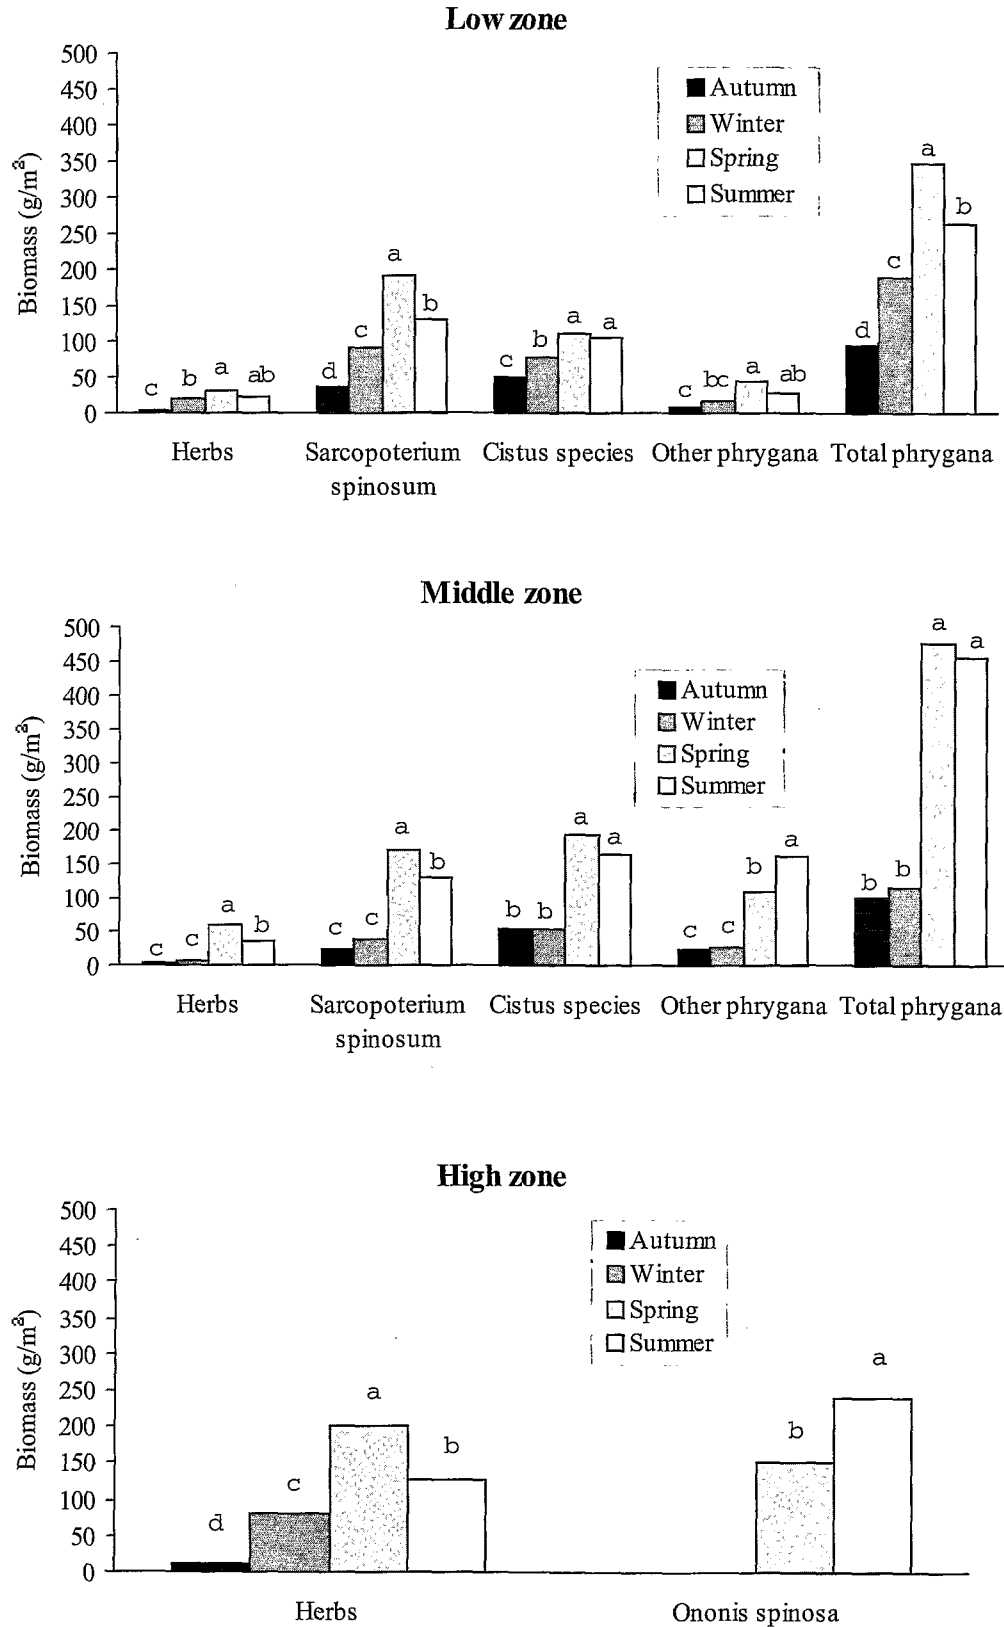 Low zone
500
450
400
350
300
250
200
150
100
50
0
Biomass (g/m²)
Autumn
Winter
Spring
Summer
c b a ab
d c a b
c b a a
c bc a ab
d c a b
Herbs Sarcopoterium spinosum Cistus species Other phrygana Total phrygana
Middle zone
500
450
400
350
300
250
200
150
100
50
0
Biomass (g/m²)
Autumn
Winter
Spring
Summer
c c a b
c c a b
b b a a
c c b a
b b a a
Herbs Sarcopoterium spinosum Cistus species Other phrygana Total phrygana
High zone
500
450
400
350
300
250
200
150
100
50
0
Biomass (g/m²)
Autumn
Winter
Spring
Summer
d c a b
b a
Herbs Ononis spinosa